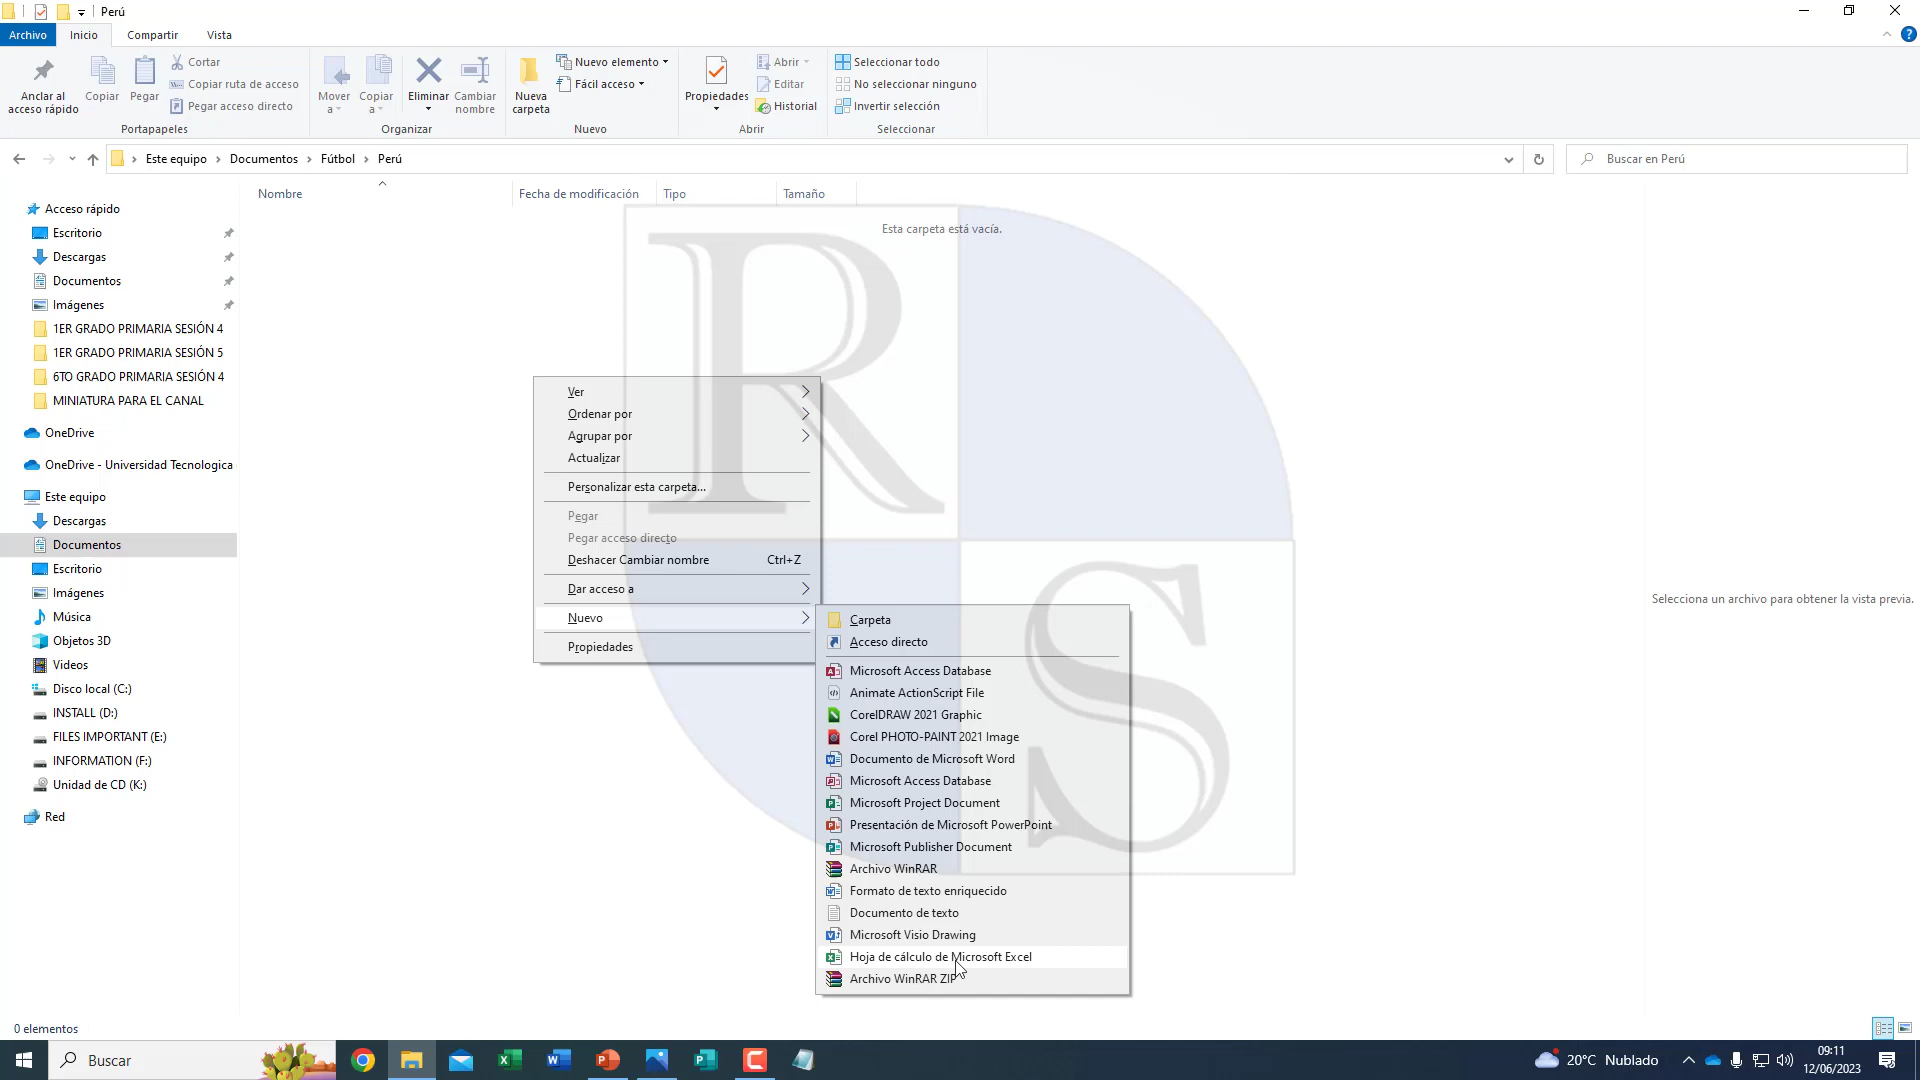 Perú
Archivo Inicio Compartir Vista
Anclar al acceso rápido
Copiar
Pegar
Cortar
Copiar ruta de acceso
Pegar acceso directo
Portapapeles
Mover a
Copiar a
Eliminar
Cambiar nombre
Organizar
Nueva carpeta
Nuevo elemento
Fácil acceso
Nuevo
Propiedades
Abrir
Editar
Historial
Abrir
Seleccionar todo
No seleccionar ninguno
Invertir selección
Seleccionar
Este equipo › Documentos › Fútbol › Perú
Buscar en Perú
Nombre Fecha de modificación Tipo Tamaño
Esta carpeta está vacía.
Acceso rápido
Escritorio
Descargas
Documentos
Imágenes
1ER GRADO PRIMARIA SESIÓN 4
1ER GRADO PRIMARIA SESIÓN 5
6TO GRADO PRIMARIA SESIÓN 4
MINIATURA PARA EL CANAL
OneDrive
OneDrive - Universidad Tecnologica
Este equipo
Descargas
Documentos
Escritorio
Imágenes
Música
Objetos 3D
Videos
Disco local (C:)
INSTALL (D:)
FILES IMPORTANT (E:)
INFORMATION (F:)
Unidad de CD (K:)
Red
R
S
Ver
Ordenar por
Agrupar por
Actualizar
Personalizar esta carpeta...
Pegar
Pegar acceso directo
Deshacer Cambiar nombre Ctrl+Z
Dar acceso a
Nuevo
Propiedades
Carpeta
Acceso directo
Microsoft Access Database
Animate ActionScript File
CorelDRAW 2021 Graphic
Corel PHOTO-PAINT 2021 Image
Documento de Microsoft Word
Microsoft Access Database
Microsoft Project Document
Presentación de Microsoft PowerPoint
Microsoft Publisher Document
Archivo WinRAR
Formato de texto enriquecido
Documento de texto
Microsoft Visio Drawing
Hoja de cálculo de Microsoft Excel
Archivo WinRAR ZIP
Selecciona un archivo para obtener la vista previa.
0 elementos
Buscar
20°C Nublado
09:11
12/06/2023